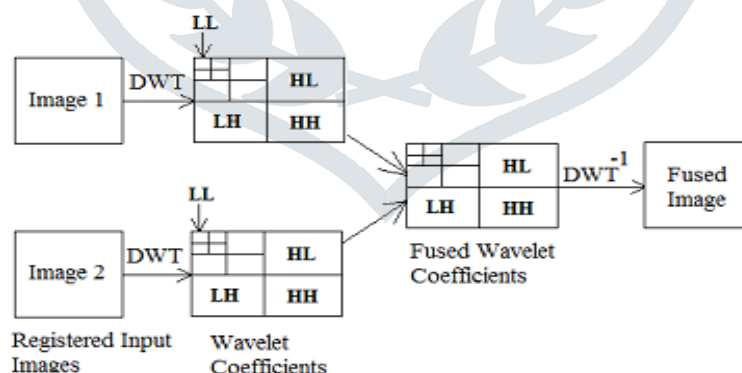 LL
Image 1
DWT
HL
LH
HH
LL
Image 2
DWT
HL
LH
HH
HL
LH
HH
DWT-1
Fused
Image
Fused Wavelet
Coefficients
Registered Input
Images
Wavelet
Coefficients